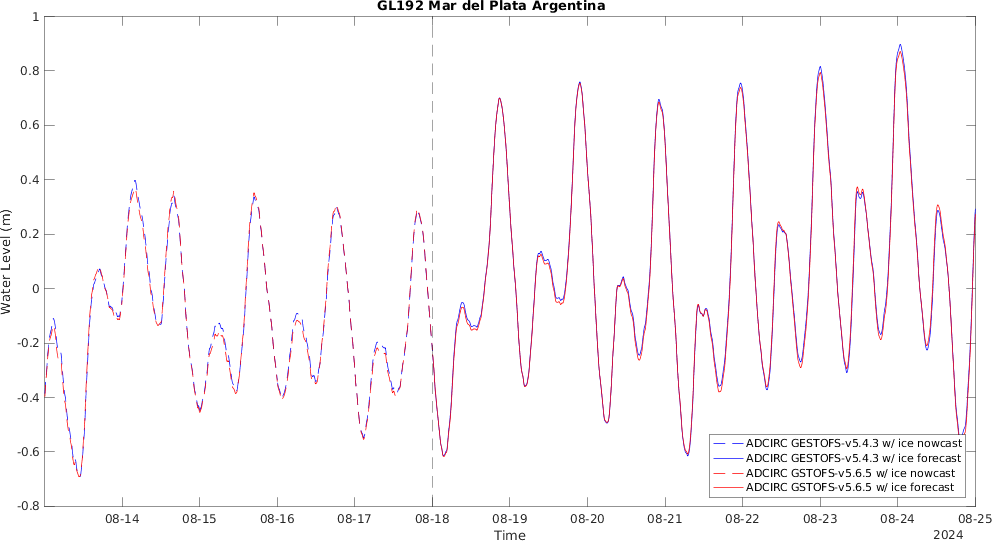 GL192 Mar del Plata Argentina
1
0.8
0.6
0.4
0.2
0
-0.2
-0.4
-0.6
-0.8
Water Level (m)
ADCIRC GESTOFS-v5.4.3 w/ ice nowcast
ADCIRC GESTOFS-v5.4.3 w/ ice forecast
ADCIRC GSTOFS-v5.6.5 w/ ice nowcast
ADCIRC GSTOFS-v5.6.5 w/ ice forecast
08-14 08-15 08-16 08-17 08-18 08-19 08-20 08-21 08-22 08-23 08-24 08-25
Time
2024